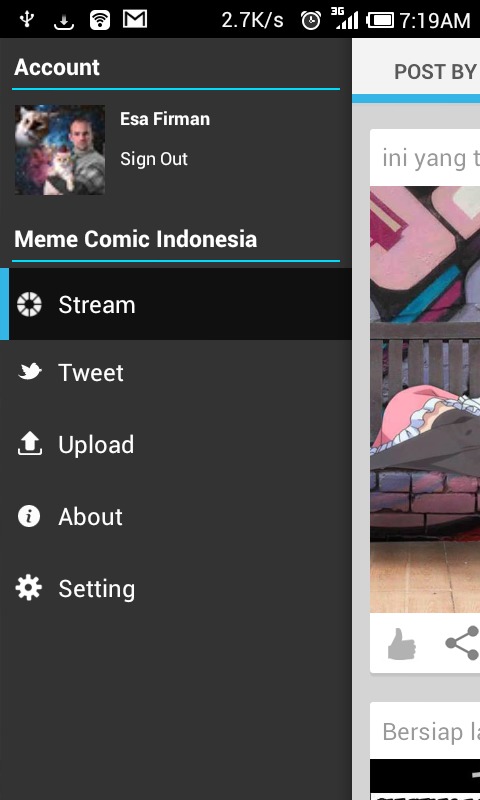 2.7K/s 3G 7:19AM
Account
POST BY
Esa Firman
Sign Out
ini yang t
Meme Comic Indonesia
Stream
Tweet
Upload
About
Setting
Bersiap la